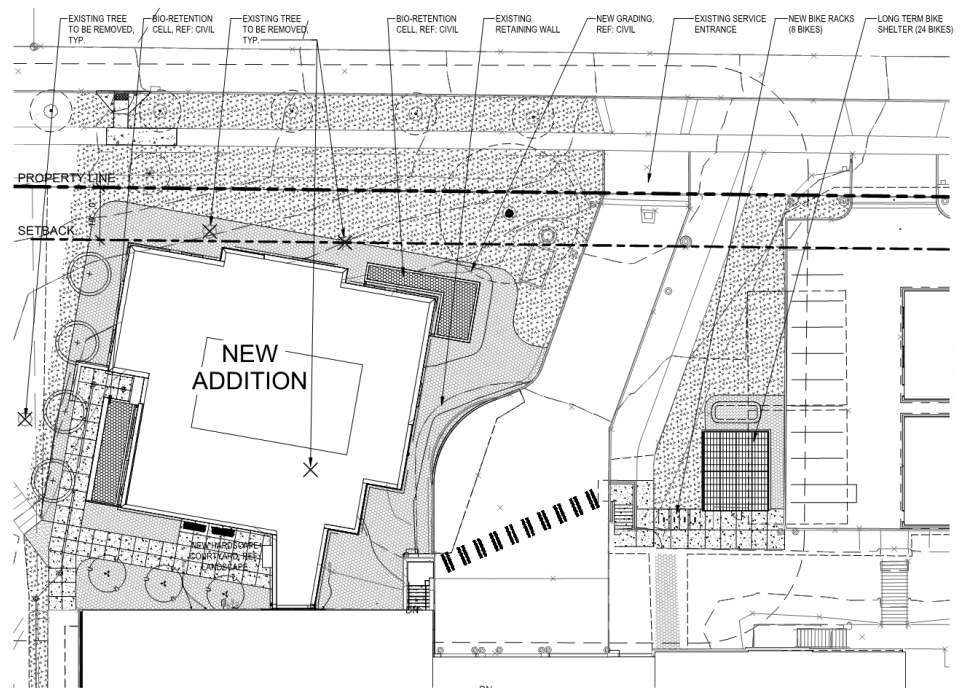 EXISTING TREE
TO BE REMOVED,
TYP.
BIO-RETENTION
CELL, REF: CIVIL
EXISTING TREE
TO BE REMOVED,
TYP.
BIO-RETENTION
CELL, REF: CIVIL
EXISTING
RETAINING WALL
NEW GRADING,
REF: CIVIL
EXISTING SERVICE
ENTRANCE
NEW BIKE RACKS
(8 BIKES)
LONG TERM BIKE
SHELTER (24 BIKES)
PROPERTY LINE
SETBACK
NEW
ADDITION
NEW HARDSCAPE
COURTYARD, REF:
LANDSCAPE
DN
DN